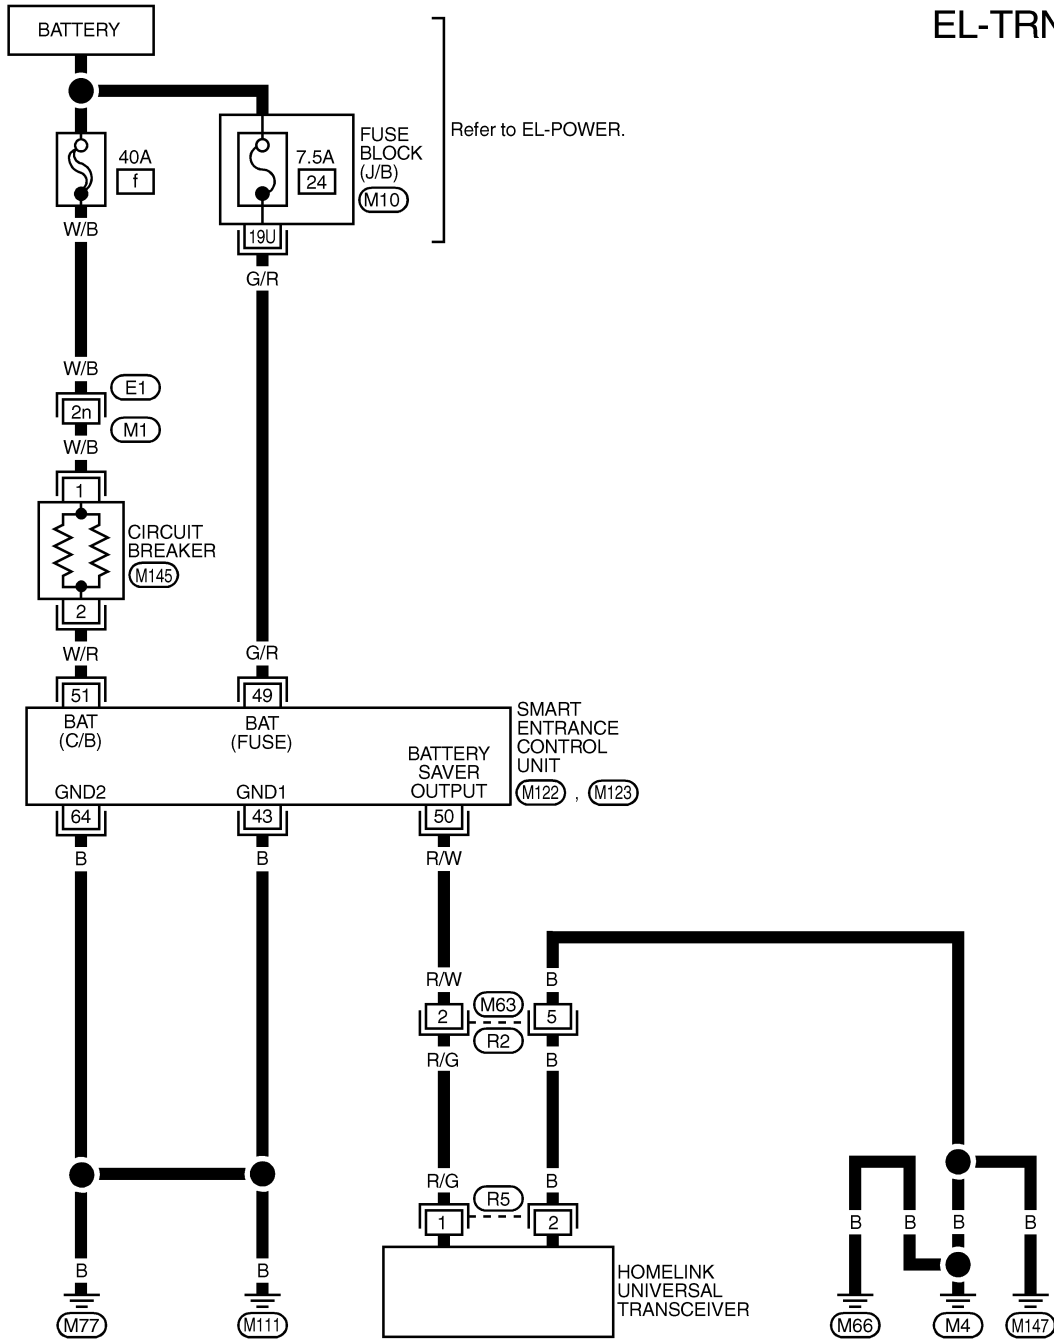 BATTERY
EL-TRN
Refer to EL-POWER.
40A
f
7.5A
24
FUSE
BLOCK
(J/B)
M10
W/B
19U
G/R
W/B
E1
2n
M1
W/B
1
CIRCUIT
BREAKER
M145
2
W/R
G/R
51
49
BAT
(C/B)
BAT
(FUSE)
SMART
ENTRANCE
CONTROL
UNIT
M122 , M123
BATTERY
SAVER
OUTPUT
GND2
GND1
64
43
50
B
B
R/W
R/W
B
2
M63
5
R2
R/G
B
R/G
B
R5
1
2
HOMELINK
UNIVERSAL
TRANSCEIVER
B
B
B
B
B
B
M77
M111
M66
M4
M147